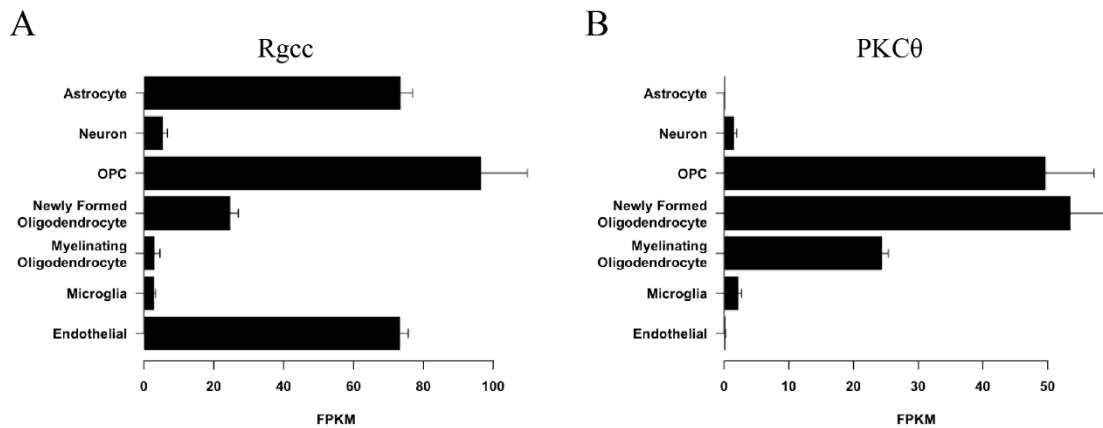 A
Rgcc
Astrocyte
Neuron
OPC
Newly Formed
Oligodendrocyte
Myelinating
Oligodendrocyte
Microglia
Endothelial
0 20 40 60 80 100
FPKM
B
PKCθ
Astrocyte
Neuron
OPC
Newly Formed
Oligodendrocyte
Myelinating
Oligodendrocyte
Microglia
Endothelial
0 10 20 30 40 50
FPKM